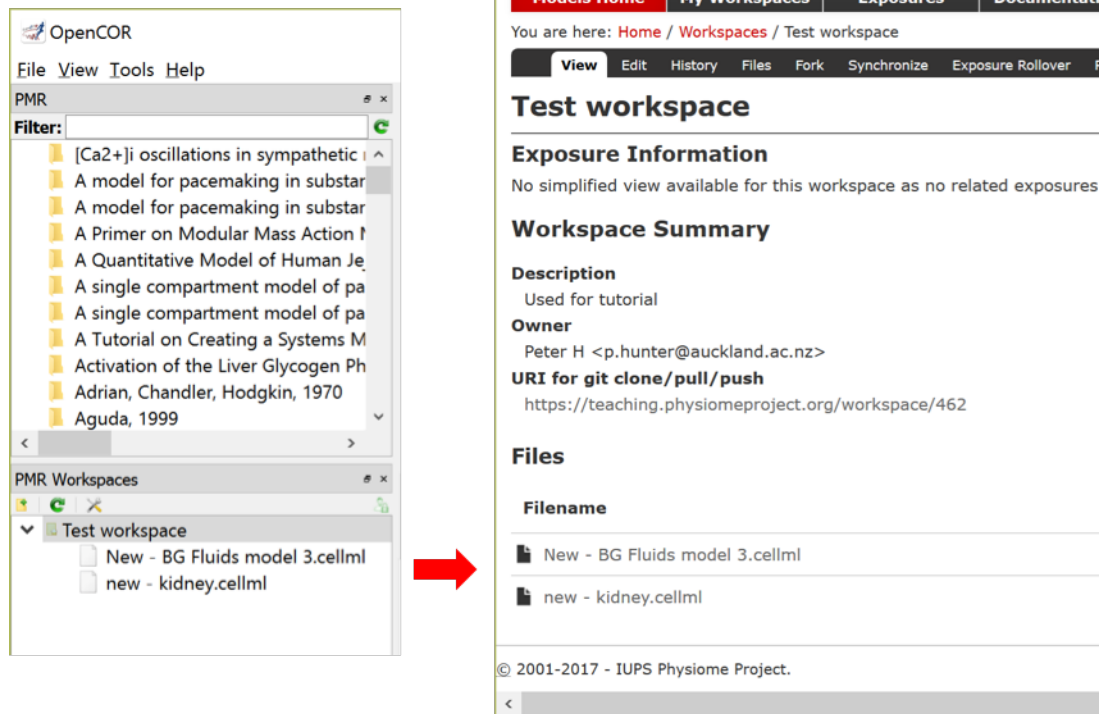 OpenCOR
File View Tools Help
PMR
Filter:
[Ca2+]i oscillations in sympathetic
A model for pacemaking in substan
A model for pacemaking in substan
A Primer on Modular Mass Action
A Quantitative Model of Human Je
A single compartment model of pa
A single compartment model of pa
A Tutorial on Creating a Systems M
Activation of the Liver Glycogen Ph
Adrian, Chandler, Hodgkin, 1970
Aguda, 1999
PMR Workspaces
Test workspace
New - BG Fluids model 3.cellml
new - kidney.cellml
Models Home My Workspaces Exposures Documentati
You are here: Home / Workspaces / Test workspace
View Edit History Files Fork Synchronize Exposure Rollover
Test workspace
Exposure Information
No simplified view available for this workspace as no related exposures
Workspace Summary
Description
Used for tutorial
Owner
Peter H <p.hunter@auckland.ac.nz>
URI for git clone/pull/push
https://teaching.physiomeproject.org/workspace/462
Files
Filename
New - BG Fluids model 3.cellml
new - kidney.cellml
© 2001-2017 - IUPS Physiome Project.